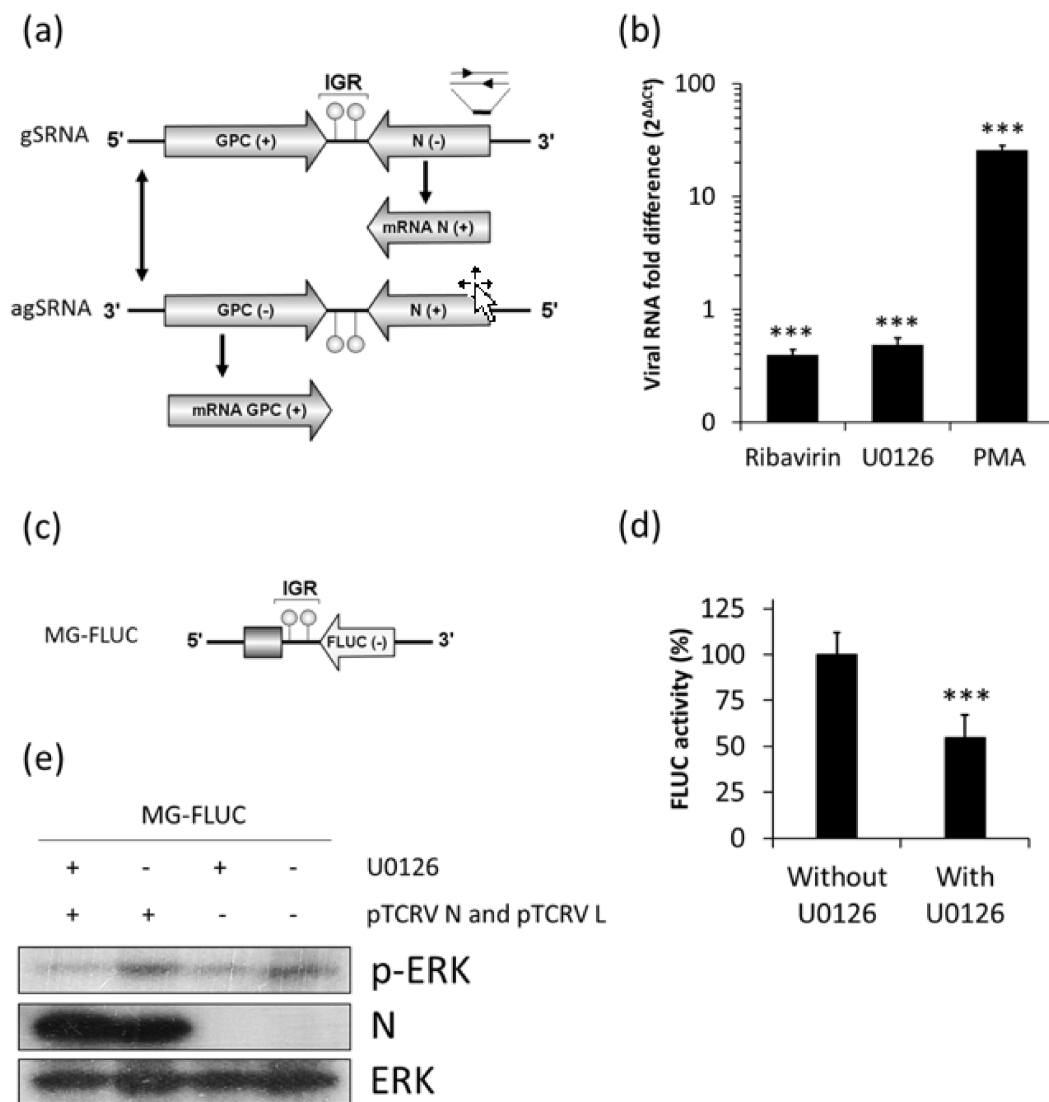 (a)
IGR
gSRNA 5' GPC (+) N (-) 3'
mRNA N (+)
agSRNA 3' GPC (-) N (+) 5'
mRNA GPC (+)
(b)
Viral RNA fold difference (2^ΔΔCt)
100
10
1
0
*** *** ***
Ribavirin U0126 PMA
(c)
IGR
MG-FLUC 5' FLUC (-) 3'
(d)
FLUC activity (%)
125
100
75
50
25
0
***
Without U0126
With U0126
(e)
MG-FLUC
+ - + - U0126
+ + - - pTCRV N and pTCRV L
p-ERK
N
ERK